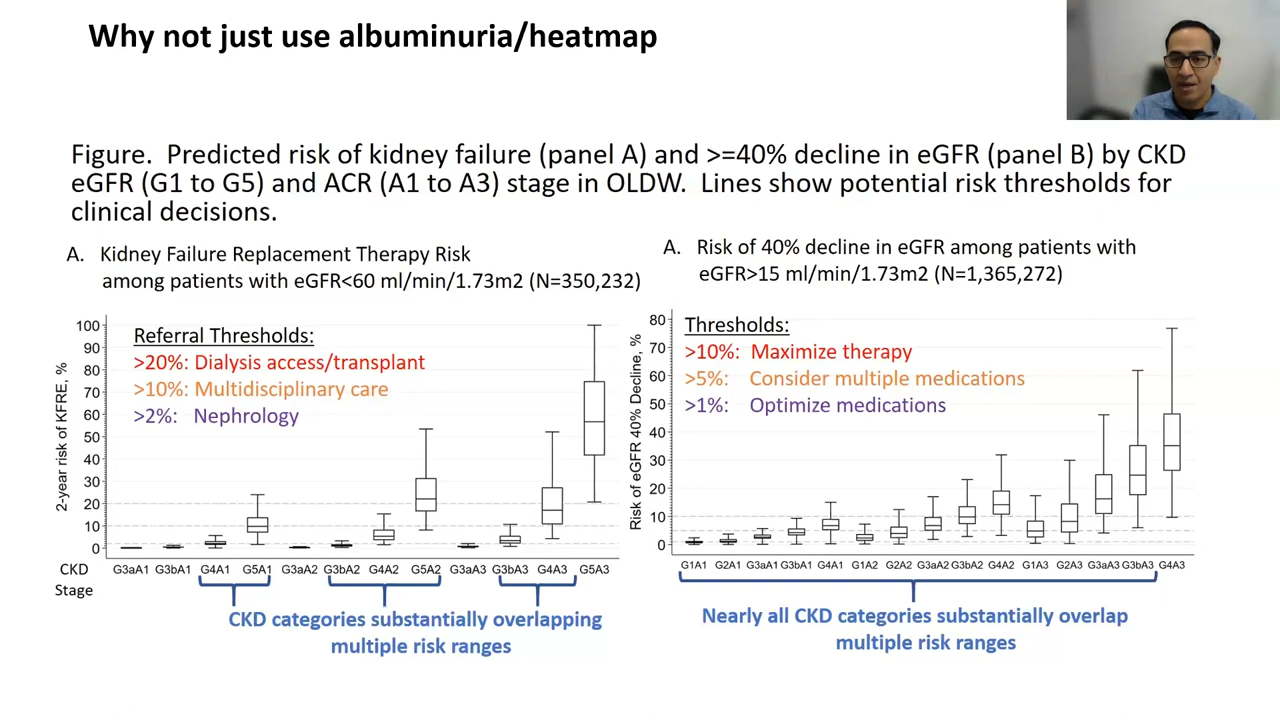 Why not just use albuminuria/heatmap
Figure.  Predicted risk of kidney failure (panel A) and >=40% decline in eGFR (panel B) by CKD
eGFR (G1 to G5) and ACR (A1 to A3) stage in OLDW.  Lines show potential risk thresholds for
clinical decisions.
A.   Kidney Failure Replacement Therapy Risk
among patients with eGFR<60 ml/min/1.73m2 (N=350,232)
2-year risk of KFRE, %
100
90
80
70
60
50
40
30
20
10
0
Referral Thresholds:
>20%: Dialysis access/transplant
>10%: Multidisciplinary care
>2%:   Nephrology
CKD
Stage
G3aA1 G3bA1 G4A1 G5A1 G3aA2 G3bA2 G4A2 G5A2 G3aA3 G3bA3 G4A3 G5A3
CKD categories substantially overlapping
multiple risk ranges
A.   Risk of 40% decline in eGFR among patients with
eGFR>15 ml/min/1.73m2 (N=1,365,272)
Risk of eGFR 40% Decline, %
80
70
60
50
40
30
20
10
0
Thresholds:
>10%:  Maximize therapy
>5%:    Consider multiple medications
>1%:    Optimize medications
G1A1 G2A1 G3aA1 G3bA1 G4A1 G1A2 G2A2 G3aA2 G3bA2 G4A2 G1A3 G2A3 G3aA3 G3bA3 G4A3
Nearly all CKD categories substantially overlap
multiple risk ranges